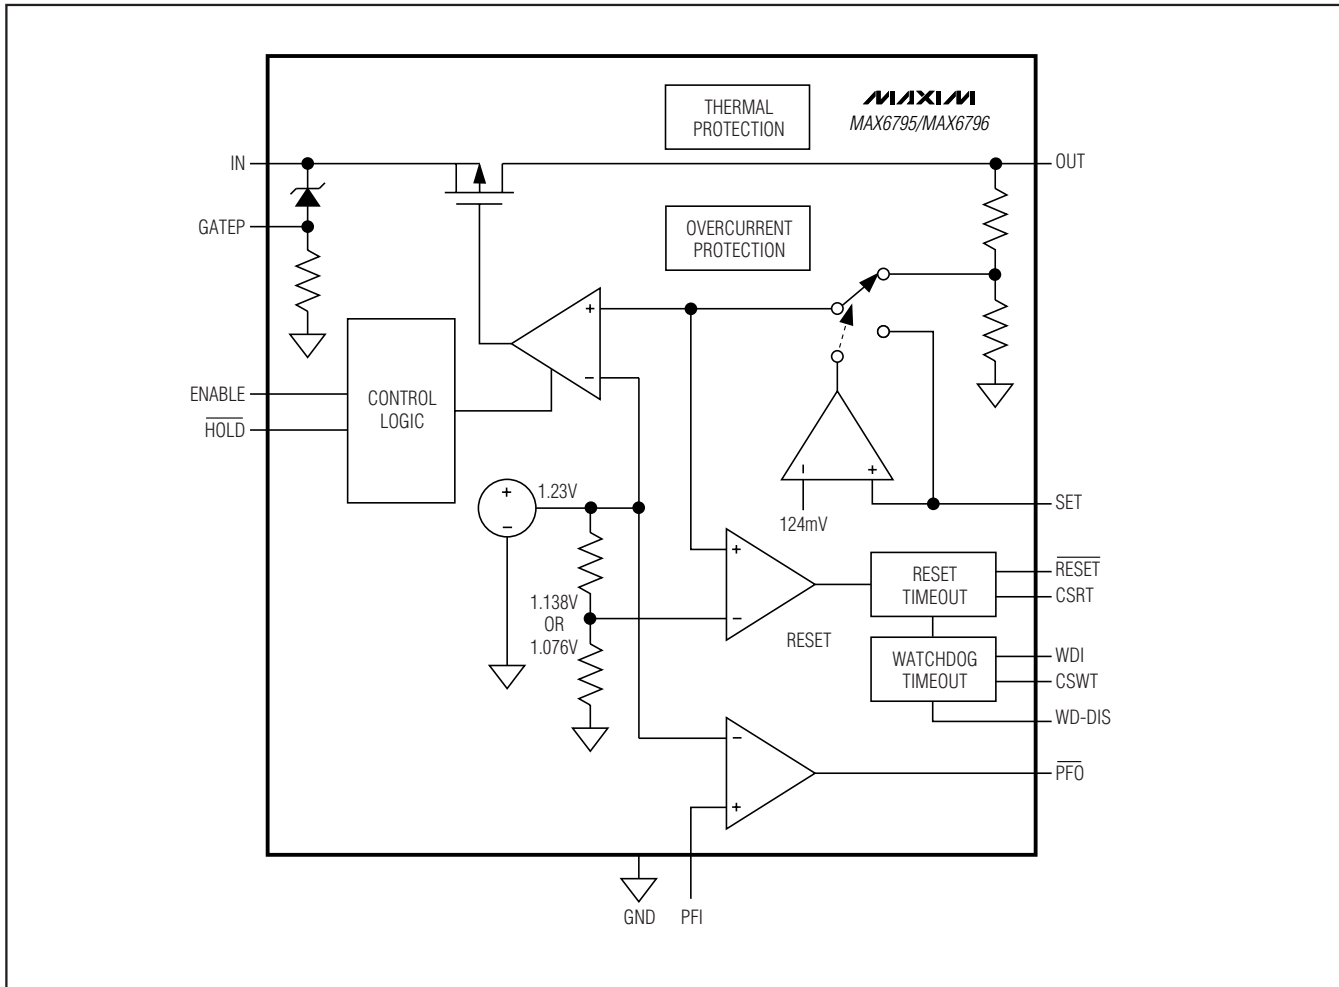 MAXIM
MAX6795/MAX6796
THERMAL
PROTECTION
IN
OUT
GATEP
OVERCURRENT
PROTECTION
+
−
ENABLE
HOLD
CONTROL
LOGIC
− +
124mV
SET
+
−
1.23V
1.138V
OR
1.076V
+
−
RESET
RESET
TIMEOUT
RESET
CSRT
WATCHDOG
TIMEOUT
WDI
CSWT
WD-DIS
−
+
PFO
GND
PFI